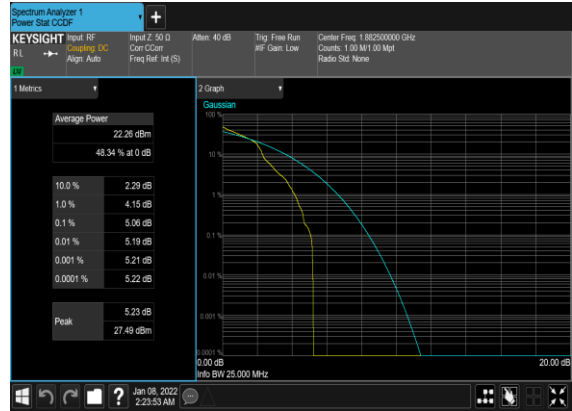 Spectrum Analyzer 1
Power Stat CCDF
KEYSIGHT
RL
Input: RF
Coupling: DC
Align: Auto
Input Z: 50 Ω
Corr CCorr
Freq Ref: Int (S)
Atten: 40 dB
Trig: Free Run
#IF Gain: Low
Center Freq: 1.882500000 GHz
Counts: 1.00 M/1.00 Mpt
Radio Std: None
1 Metrics
Average Power
22.26 dBm
48.34 % at 0 dB
10.0 % 2.29 dB
1.0 % 4.15 dB
0.1 % 5.06 dB
0.01 % 5.19 dB
0.001 % 5.21 dB
0.0001 % 5.22 dB
Peak
5.23 dB
27.49 dBm
2 Graph
Gaussian
100 %
10 %
1 %
0.1 %
0.01 %
0.001 %
0.0001 %
0.00 dB
20.00 dB
Info BW 25.000 MHz
?
Jan 08, 2022
2:23:53 AM